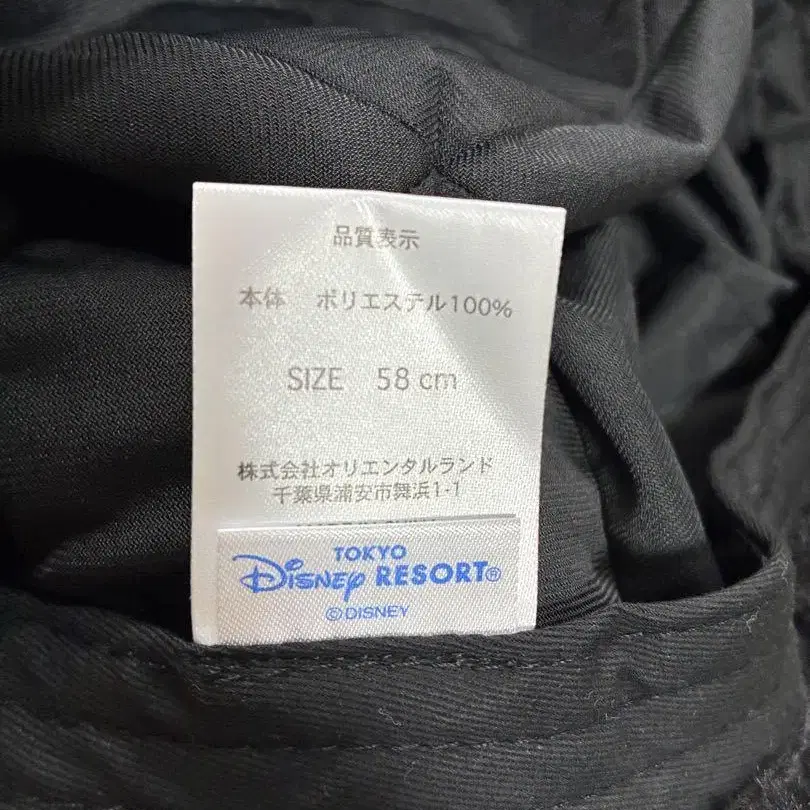 品質表示
本体 ポリエステル100%
SIZE 58 cm
株式会社オリエンタルランド
千葉県浦安市舞浜1-1
TOKYO
Disney RESORT®
©DISNEY